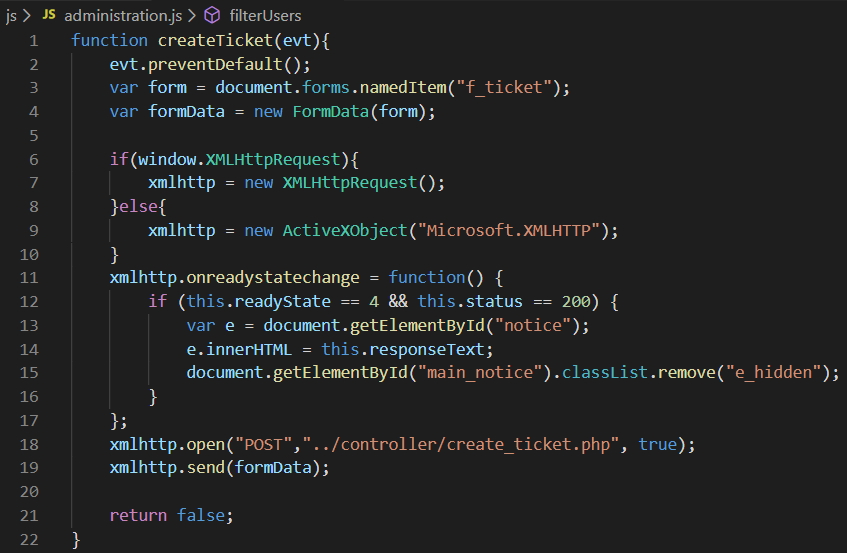 js > JS administration.js > filterUsers
1 function createTicket(evt){
2     evt.preventDefault();
3     var form = document.forms.namedItem("f_ticket");
4     var formData = new FormData(form);
5
6     if(window.XMLHttpRequest){
7         xmlhttp = new XMLHttpRequest();
8     }else{
9         xmlhttp = new ActiveXObject("Microsoft.XMLHTTP");
10     }
11     xmlhttp.onreadystatechange = function() {
12         if (this.readyState == 4 && this.status == 200) {
13             var e = document.getElementById("notice");
14             e.innerHTML = this.responseText;
15             document.getElementById("main_notice").classList.remove("e_hidden");
16         }
17     };
18     xmlhttp.open("POST","../controller/create_ticket.php", true);
19     xmlhttp.send(formData);
20
21     return false;
22 }